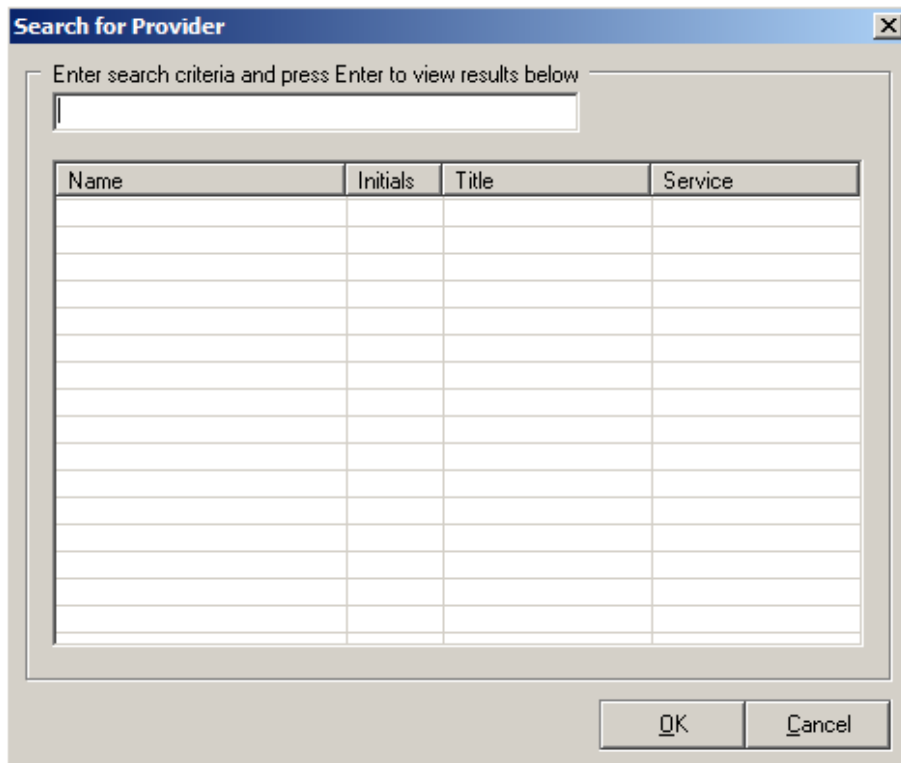 Search for Provider
Enter search criteria and press Enter to view results below
Name Initials Title Service
OK Cancel